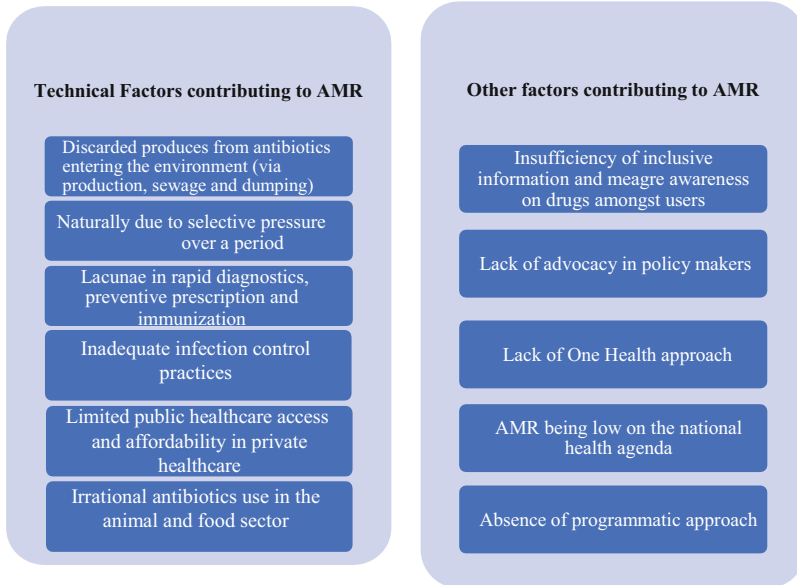 Technical Factors contributing to AMR
Discarded produces from antibiotics
entering the environment (via
production, sewage and dumping)
Naturally due to selective pressure
over a period
Lacunae in rapid diagnostics,
preventive prescription and
immunization
Inadequate infection control
practices
Limited public healthcare access
and affordability in private
healthcare
Irrational antibiotics use in the
animal and food sector
Other factors contributing to AMR
Insufficiency of inclusive
information and meagre awareness
on drugs amongst users
Lack of advocacy in policy makers
Lack of One Health approach
AMR being low on the national
health agenda
Absence of programmatic approach